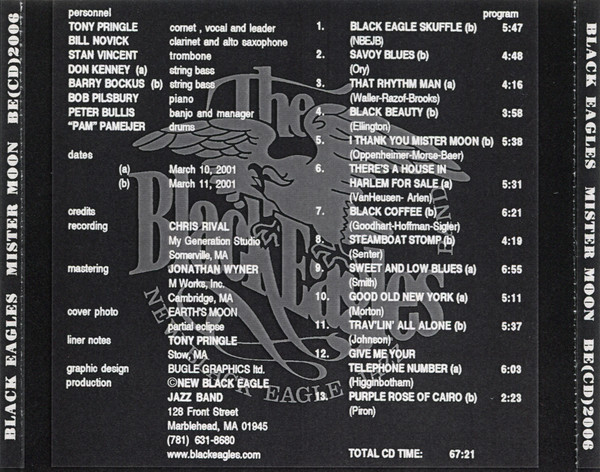 BLACK EAGLES MISTER MOON BE(CD)2006
personnel
TONY PRINGLE cornet , vocal and leader
BILL NOVICK clarinet and alto saxophone
STAN VINCENT trombone
DON KENNEY (a) string bass
BARRY BOCKUS (b) string bass
BOB PILSBURY piano
PETER BULLIS banjo and manager
"PAM" PAMEIJER drums
dates
(a) March 10, 2001
(b) March 11, 2001
credits
recording CHRIS RIVAL
My Generation Studio
Somerville, MA
mastering JONATHAN WYNER
M Works, Inc.
Cambridge, MA
cover photo EARTH'S MOON
partial eclipse
liner notes TONY PRINGLE
Stow, MA
graphic design BUGLE GRAPHICS ltd.
production ©NEW BLACK EAGLE
JAZZ BAND
128 Front Street
Marblehead, MA 01945
(781) 631-8680
www.blackeagles.com
program
1. BLACK EAGLE SKUFFLE (b) 5:47
(NBEJB)
2. SAVOY BLUES (b) 4:48
(Ory)
3. THAT RHYTHM MAN (a) 4:16
(Waller-Razof-Brooks)
4. BLACK BEAUTY (b) 3:58
(Ellington)
5. I THANK YOU MISTER MOON (b) 5:38
(Oppenheimer-Morse-Baer)
6. THERE'S A HOUSE IN
HARLEM FOR SALE (a) 5:31
(VanHeusen- Arlen)
7. BLACK COFFEE (b) 6:21
(Goodhart-Hoffman-Sigler)
8. STEAMBOAT STOMP (b) 4:19
(Senter)
9. SWEET AND LOW BLUES (a) 6:55
(Smith)
10. GOOD OLD NEW YORK (a) 5:11
(Morton)
11. TRAV'LIN' ALL ALONE (b) 5:37
(Johnson)
12. GIVE ME YOUR
TELEPHONE NUMBER (a) 6:03
(Higginbotham)
13. PURPLE ROSE OF CAIRO (b) 2:23
(Piron)
TOTAL CD TIME: 67:21
The
Black Eagles
NEW BLACK EAGLE JAZZ BAND
BLACK EAGLES MISTER MOON BE(CD)2006